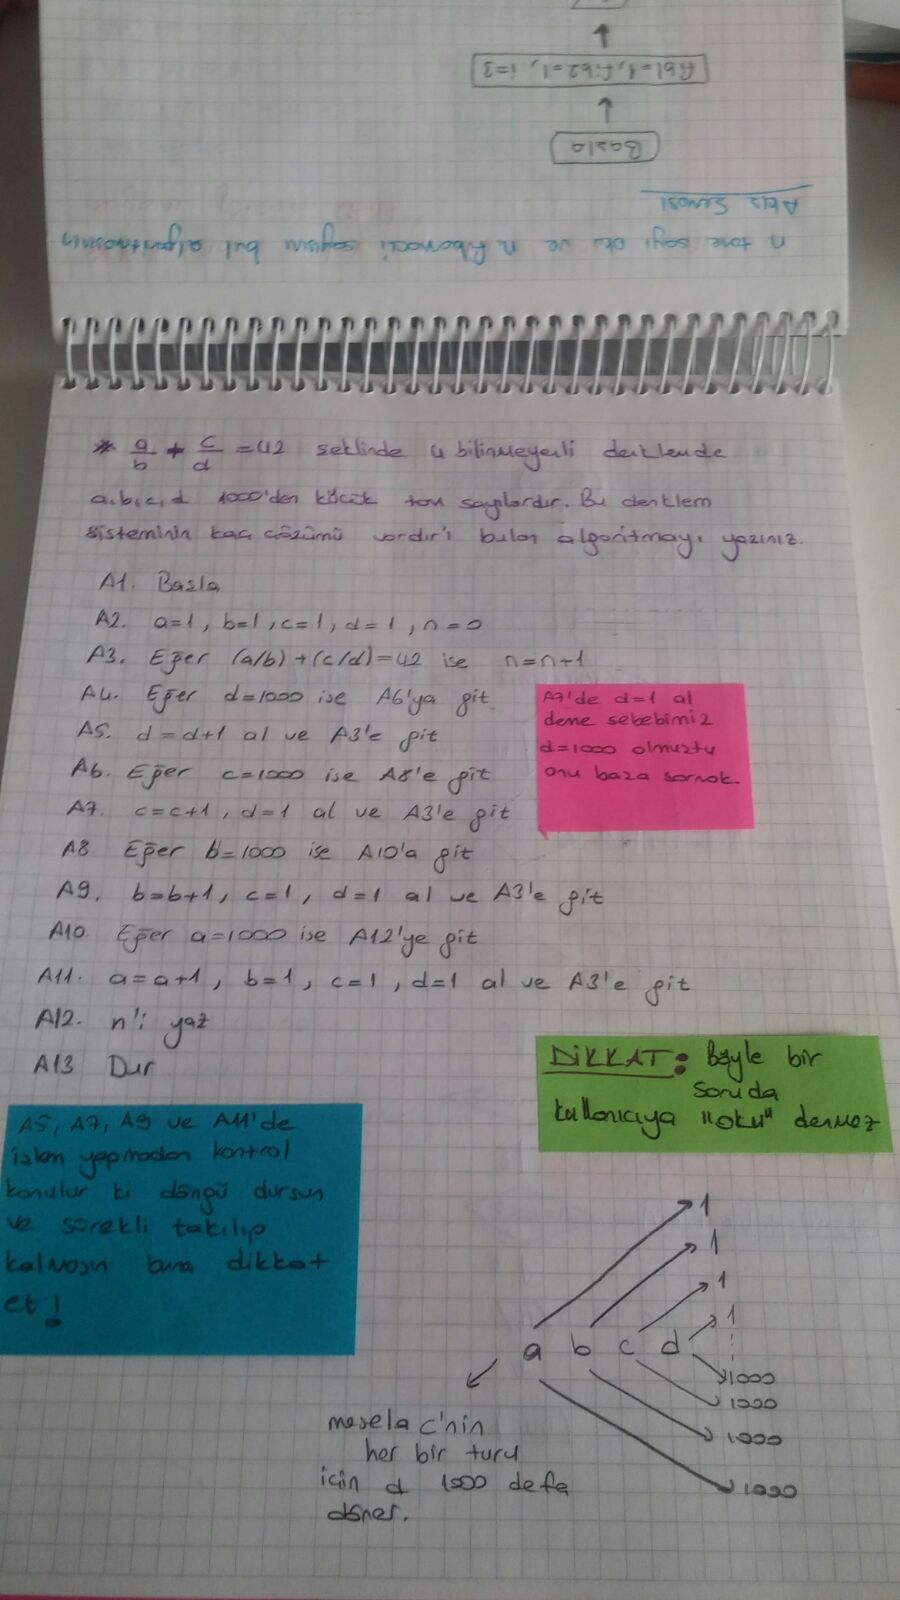 n tane sayı oku ve n fibonacci sayısını bul algoritmasının
Akış Şeması
Başla
fib1=1, fib2=1, i=3
* a/b + c/d = 42 şeklinde 4 bilinmeyenli denklemde
a,b,c,d 1000'den küçük tam sayılardır. Bu denklem
sisteminin kaç çözümü vardır'ı bulan algoritmayı yazınız.
A1. Başla
A2. a=1, b=1, c=1, d=1, n=0
A3. Eğer (a/b)+(c/d)=42 ise n=n+1
A4. Eğer d=1000 ise A6'ya git
A5. d=d+1 al ve A3'e git
A6. Eğer c=1000 ise A8'e git
A7. c=c+1, d=1 al ve A3'e git
A8. Eğer b=1000 ise A10'a git
A9. b=b+1, c=1, d=1 al ve A3'e git
A10. Eğer a=1000 ise A12'ye git
A11. a=a+1, b=1, c=1, d=1 al ve A3'e git
A12. n'i yaz
A13 Dur
A7'de d=1 al
deme sebebimiz
d=1000 olmuştu
onu başa sarmak.
DİKKAT: Böyle bir
soruda
kullanıcıya "oku" denmez
A5, A7, A9 ve A11'de
işlem yapmadan kontrol
konulur ki döngü dursun
ve sürekli takılıp
kalmasın buna dikkat
et!
1
1
1
1
a b c d
1000
1000
1000
1000
mesela c'nin
her bir turu
için d 1000 defa
döner.